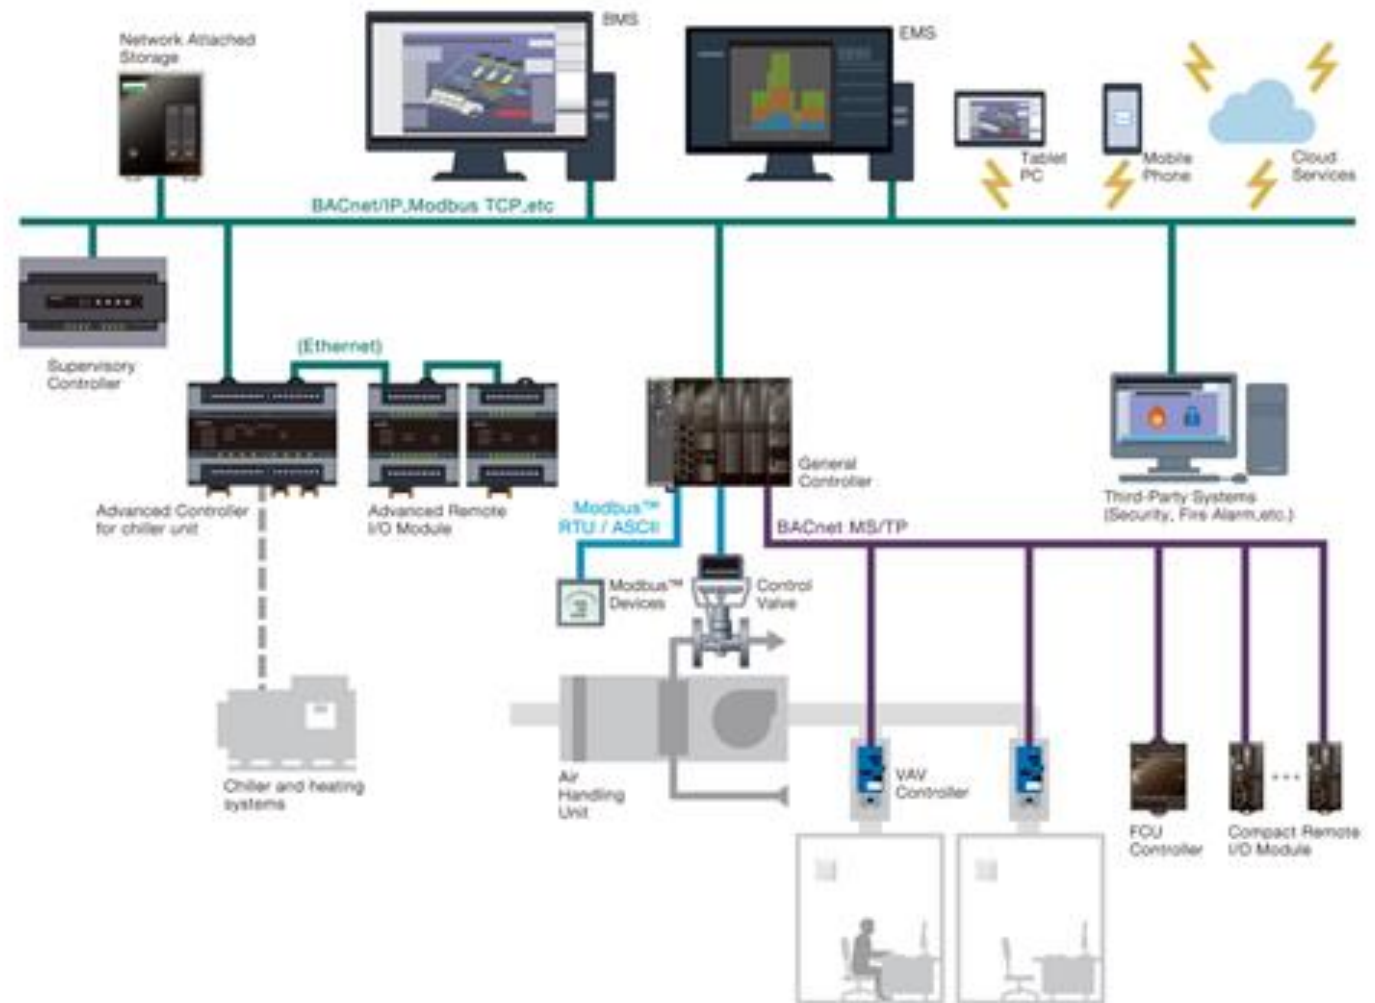 BMS
EMS
Network Attached
Storage
Tablet
PC
Mobile
Phone
Cloud
Services
BACnet/IP,Modbus TCP,etc
Supervisory
Controller
(Ethernet)
General
Controller
Advanced Controller
for chiller unit
Advanced Remote
I/O Module
Third-Party Systems
(Security, Fire Alarm,etc.)
Modbus™
RTU / ASCII
BACnet MS/TP
Modbus™
Devices
Control
Valve
Chiller and heating
systems
Air
Handling
Unit
VAV
Controller
FCU
Controller
Compact Remote
I/O Module